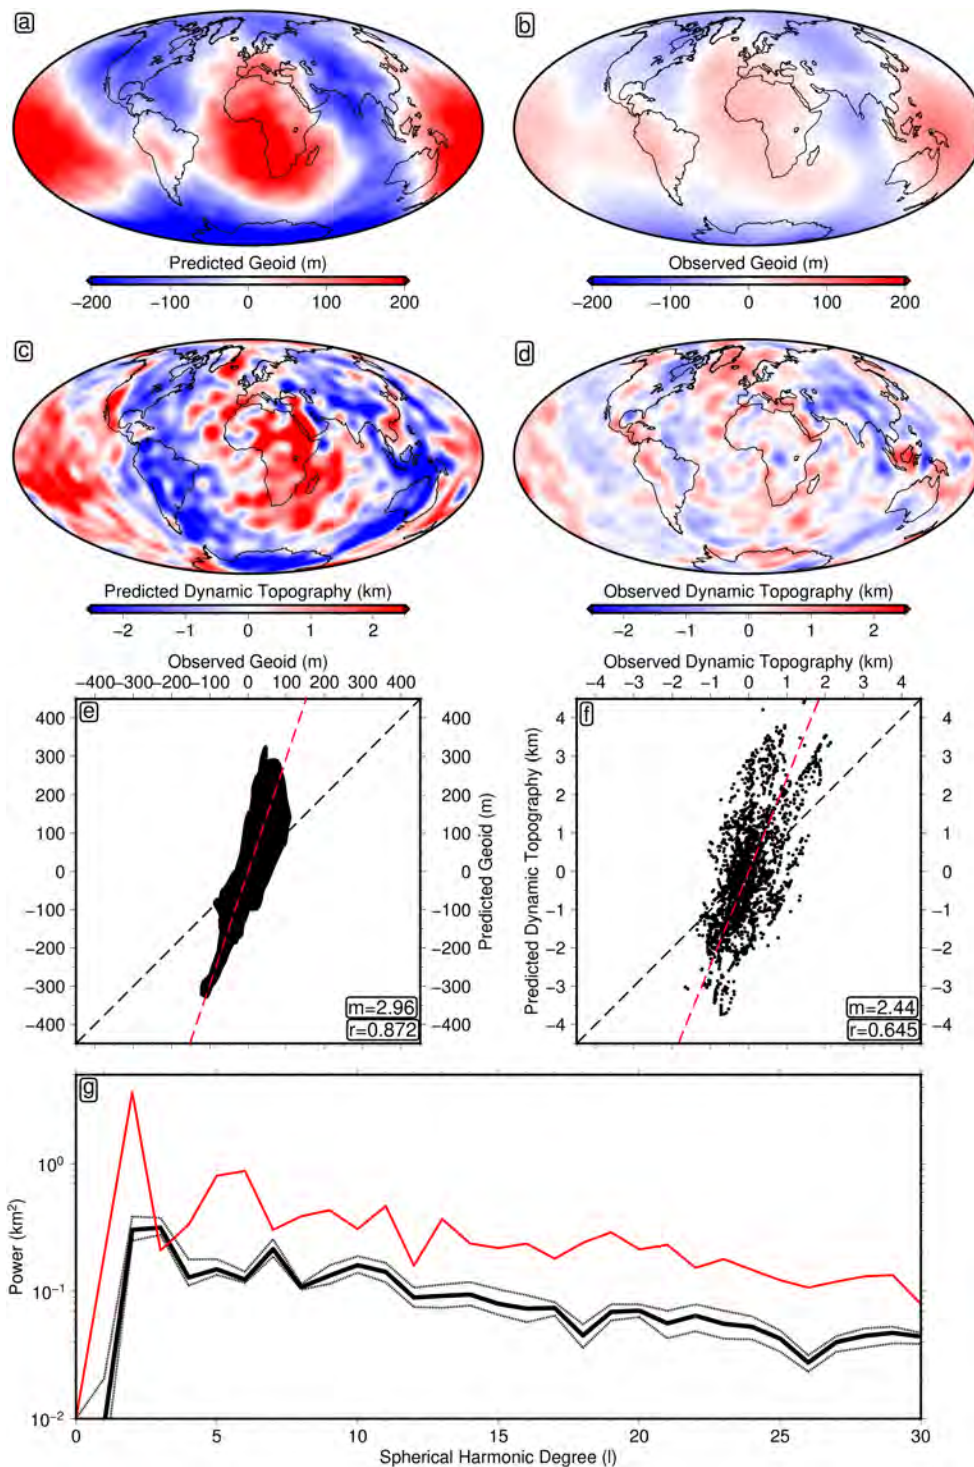 a
b
Predicted Geoid (m)
−200 −100 0 100 200
Observed Geoid (m)
−200 −100 0 100 200
c
d
Predicted Dynamic Topography (km)
−2 −1 0 1 2
Observed Dynamic Topography (km)
−2 −1 0 1 2
Observed Geoid (m)
−400 −300 −200 −100 0 100 200 300 400
e
400
300
200
100
0
−100
−200
−300
−400
400
300
200
100
0
−100
−200
−300
−400
Predicted Geoid (m)
m=2.96
r=0.872
Observed Dynamic Topography (km)
−4 −3 −2 −1 0 1 2 3 4
f
Predicted Dynamic Topography (km)
4
3
2
1
0
−1
−2
−3
−4
4
3
2
1
0
−1
−2
−3
−4
m=2.44
r=0.645
g
Power (km²)
10⁰
10⁻¹
10⁻²
0 5 10 15 20 25 30
Spherical Harmonic Degree (l)